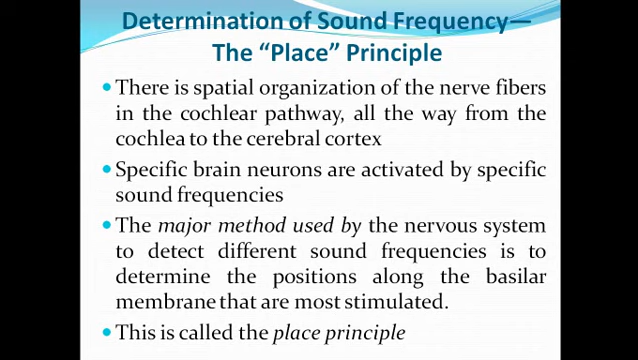 Determination of Sound Frequency—
The “Place” Principle
• There is spatial organization of the nerve fibers
in the cochlear pathway, all the way from the
cochlea to the cerebral cortex
• Specific brain neurons are activated by specific
sound frequencies
• The major method used by the nervous system
to detect different sound frequencies is to
determine the positions along the basilar
membrane that are most stimulated.
• This is called the place principle